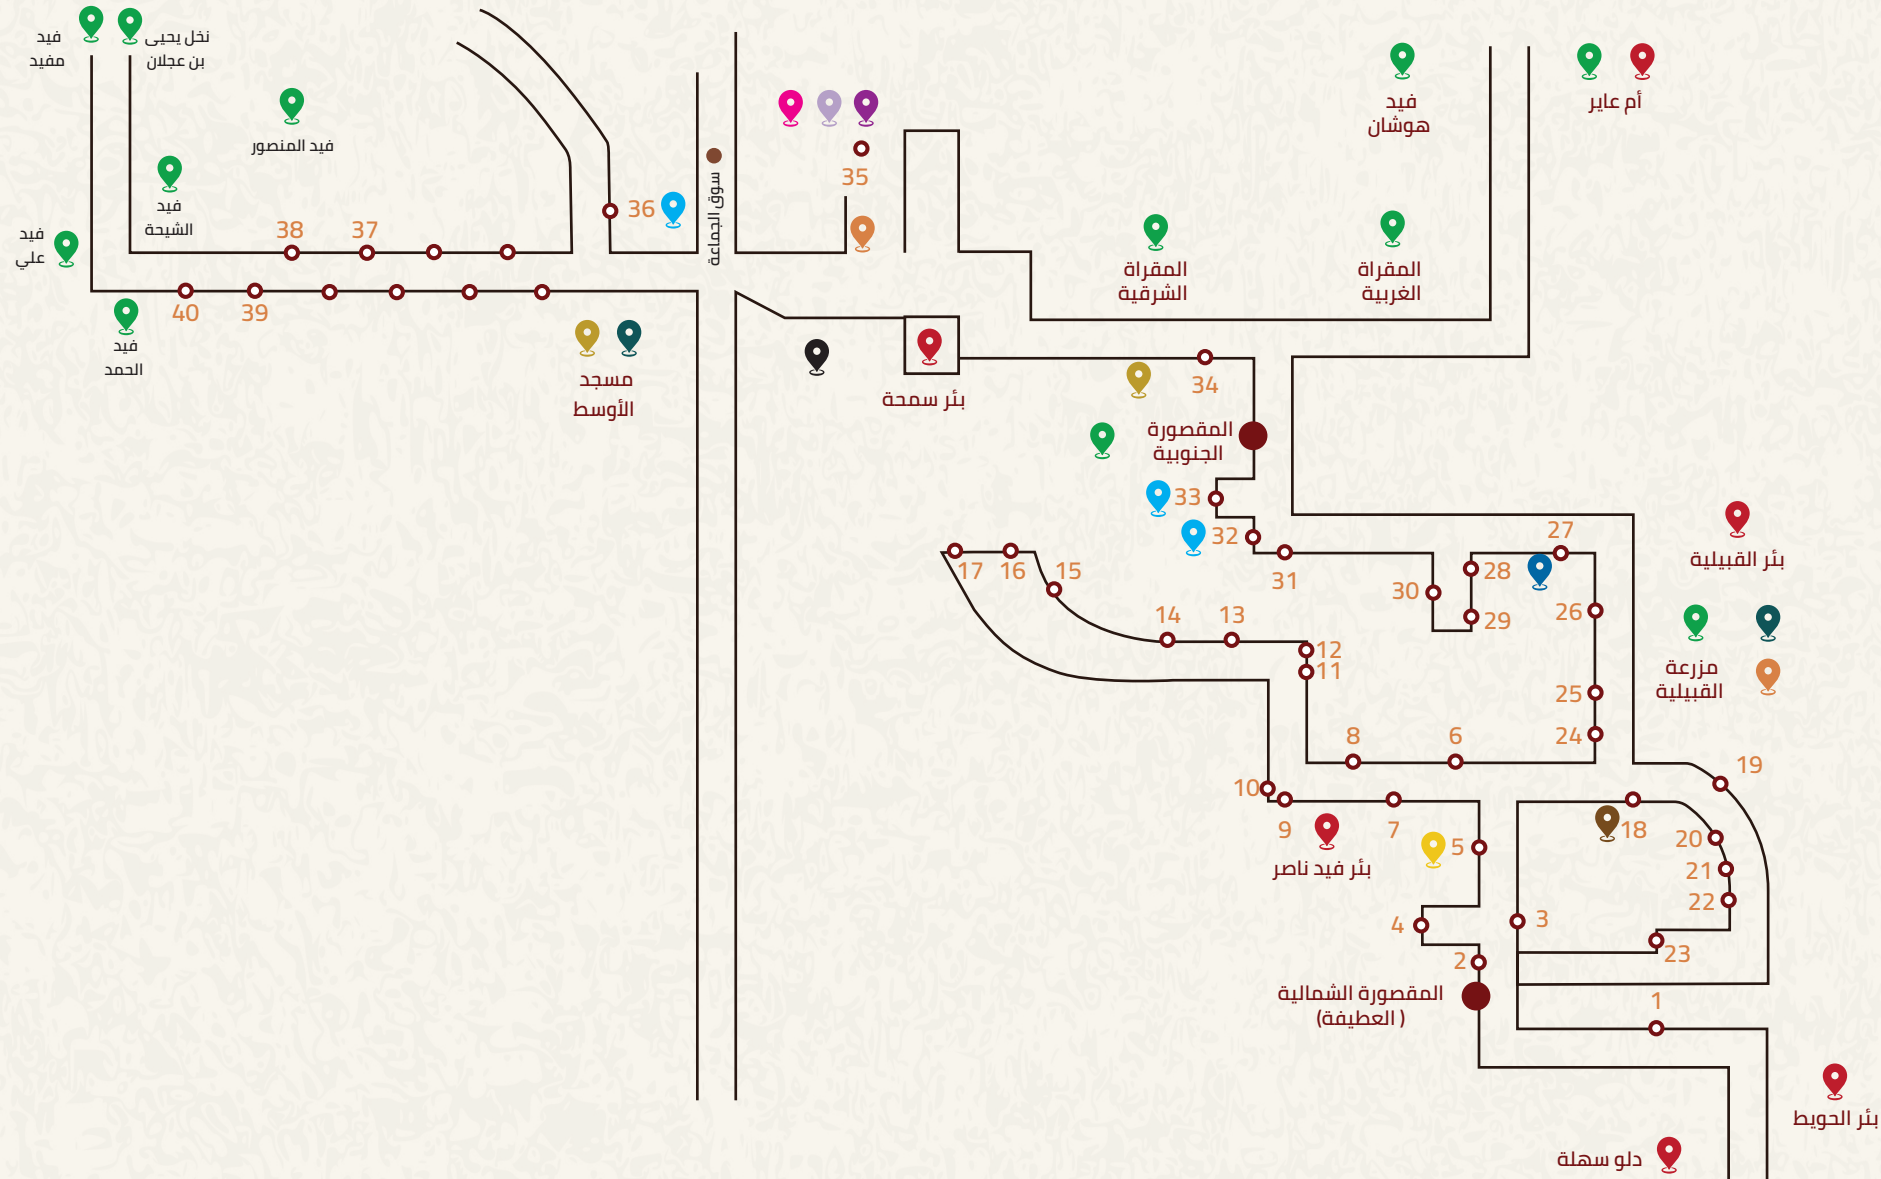 فيد
مفيد
نخل يحيى
بن عجلان
فيد المنصور
فيد
الشيحة
فيد
علي
38
37
36
سوق الجماعة
35
فيد
هوشان
أم عاير
المقراة
الشرقية
المقراة
الغربية
40
39
فيد
الحمد
مسجد
الأوسط
بئر سمحة
34
المقصورة
الجنوبية
33
32
31
27
28
29
30
26
25
24
بئر القبيلية
مزرعة
القبيلية
17
16
15
14
13
12
11
8
6
10
9
7
5
بئر فيد ناصر
4
3
2
المقصورة الشمالية
( العطيفة)
19
18
20
21
22
23
1
بئر الحويط
دلو سهلة